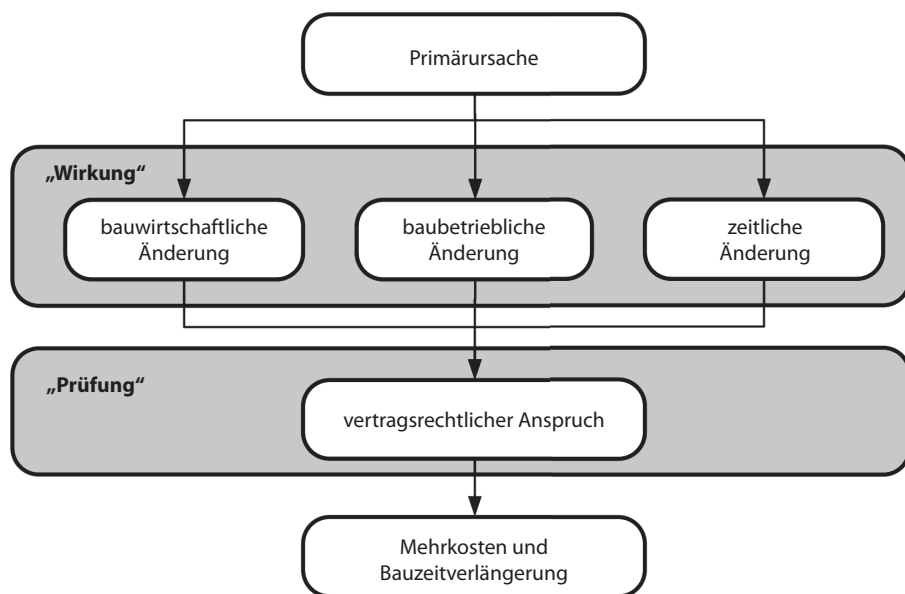 Primärursache
„Wirkung“
bauwirtschaftliche
Änderung
baubetriebliche
Änderung
zeitliche
Änderung
„Prüfung“
vertragsrechtlicher Anspruch
Mehrkosten und
Bauzeitverlängerung